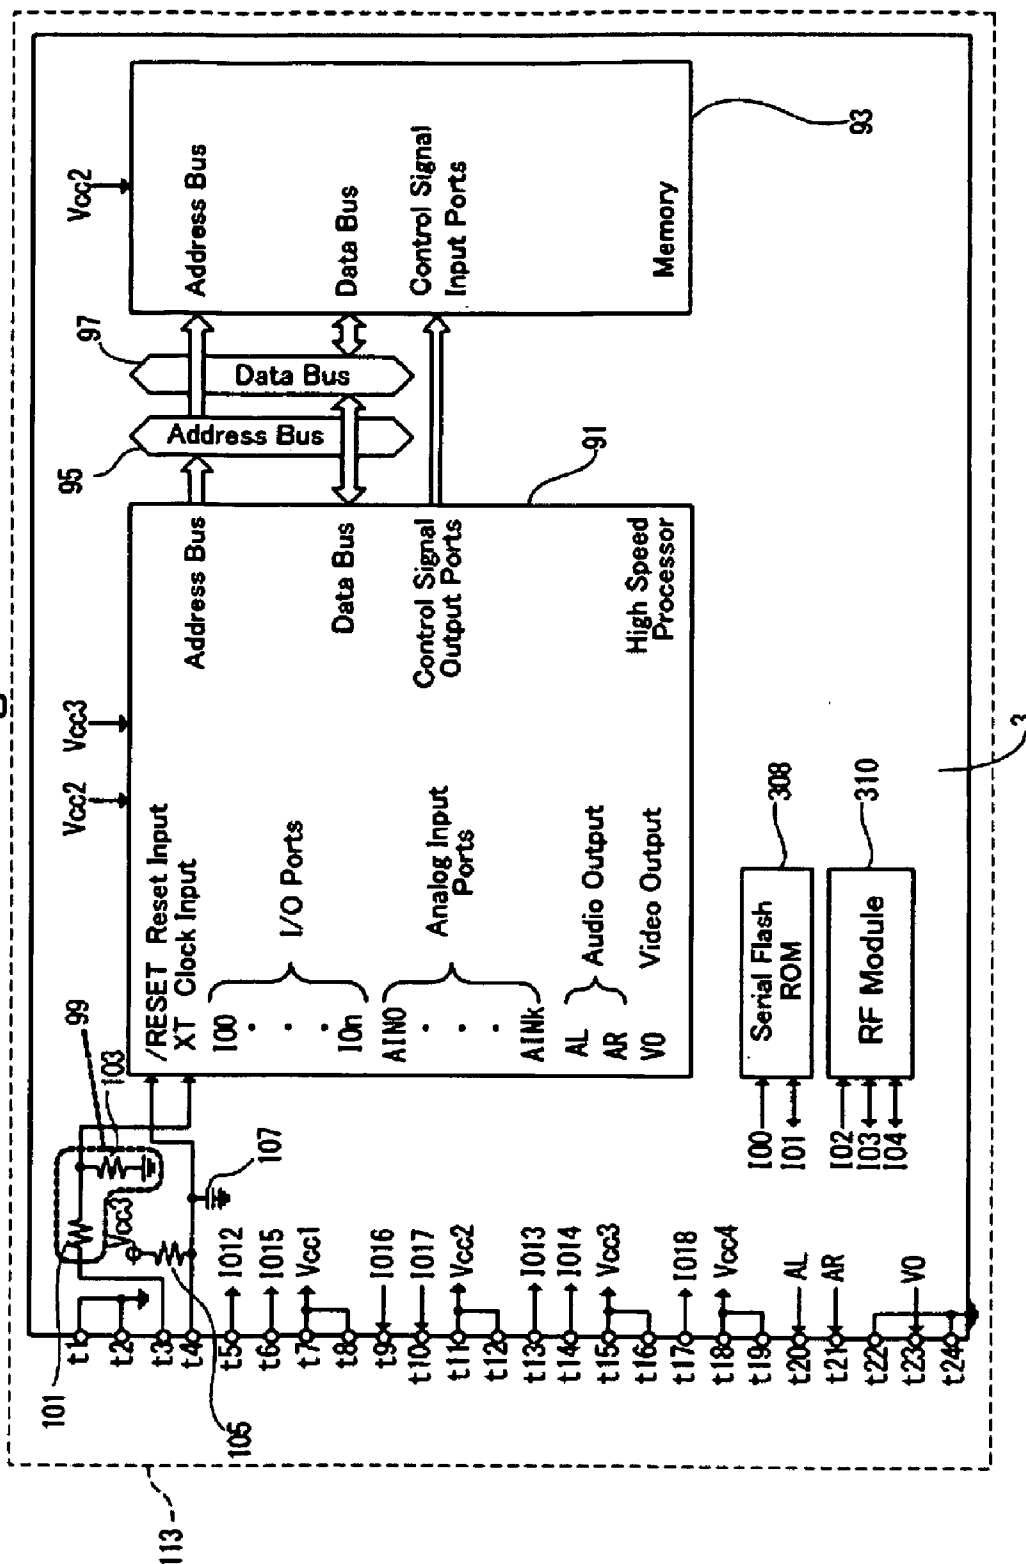 113
3
101
105
99
103
107
Vcc3
t1
t2
t3
t4
t5
t6
t7
t8
t9
t10
t11
t12
t13
t14
t15
t16
t17
t18
t19
t20
t21
t22
t23
t24
IO12
IO15
Vcc1
IO16
IO17
Vcc2
IO13
IO14
Vcc3
IO18
Vcc4
AL
AR
VO
Vcc2
Vcc3
/RESET Reset Input
XT Clock Input
IO0
IOn
I/O Ports
AIN0
AINk
Analog Input
Ports
AL
AR
Audio Output
VO
Video Output
Address Bus
Data Bus
Control Signal
Output Ports
High Speed
Processor
91
95
Address Bus
97
Data Bus
Vcc2
Address Bus
Data Bus
Control Signal
Input Ports
Memory
93
IO0
IO1
Serial Flash
ROM
308
IO2
IO3
IO4
RF Module
310